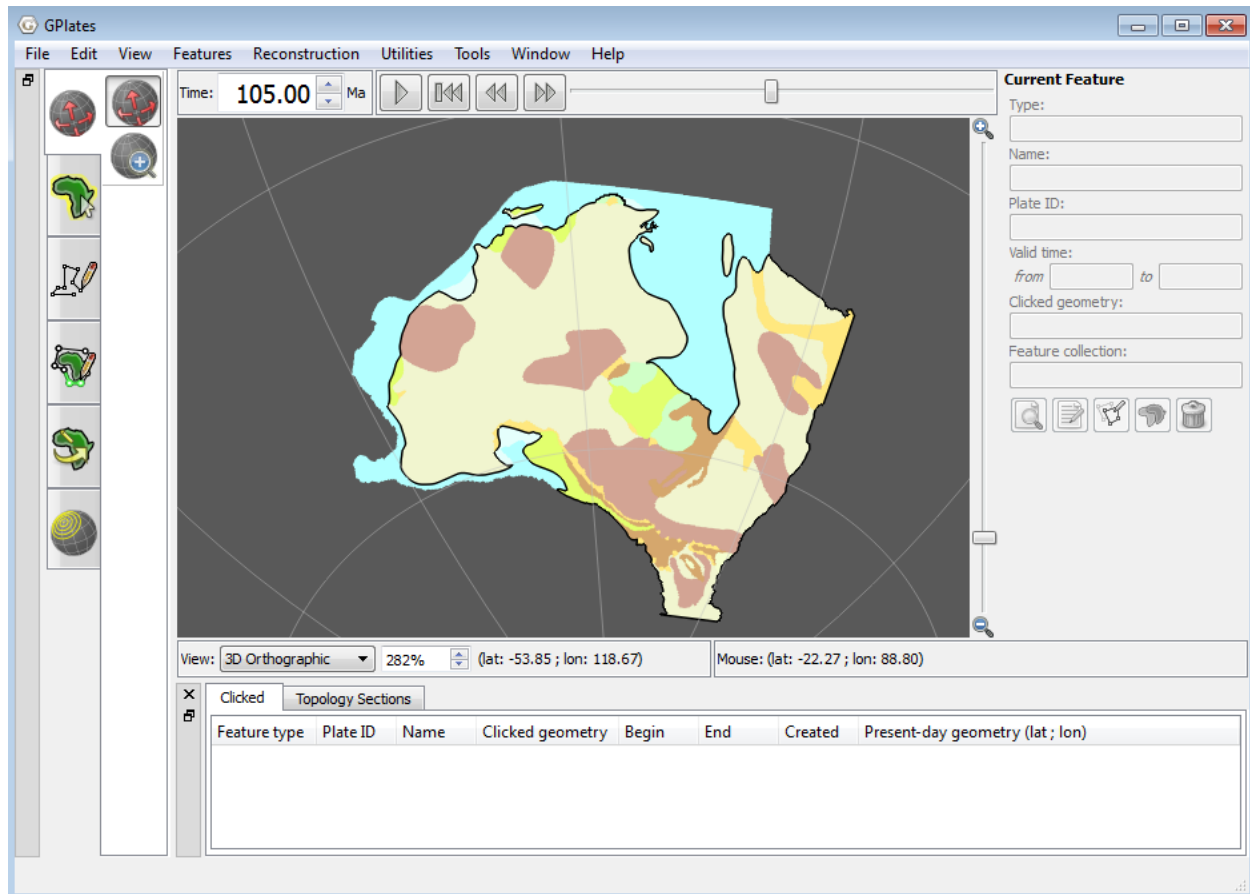 GPlates
File Edit View Features Reconstruction Utilities Tools Window Help
Time: 105.00 Ma
Current Feature
Type:
Name:
Plate ID:
Valid time:
from to
Clicked geometry:
Feature collection:
View: 3D Orthographic 282% (lat: -53.85 ; lon: 118.67) Mouse: (lat: -22.27 ; lon: 88.80)
Clicked Topology Sections
Feature type Plate ID Name Clicked geometry Begin End Created Present-day geometry (lat ; lon)